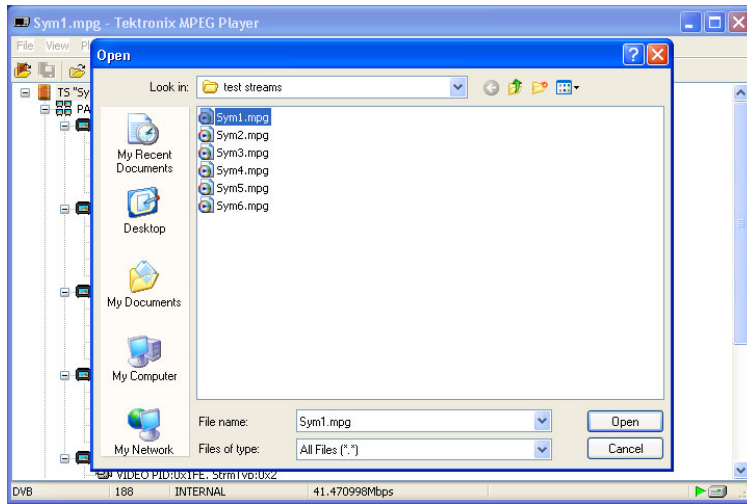 Sym1.mpg - Tektronix MPEG Player
File View
Open
Look in: test streams
TS "Sy
PA
Sym1.mpg
Sym2.mpg
Sym3.mpg
Sym4.mpg
Sym5.mpg
Sym6.mpg
My Recent
Documents
Desktop
My Documents
My Computer
My Network
File name: Sym1.mpg Open
Files of type: All Files (*.*) Cancel
VIDEO PID:0x1FE, StrmTyp:0x2
DVB 188 INTERNAL 41.470998Mbps